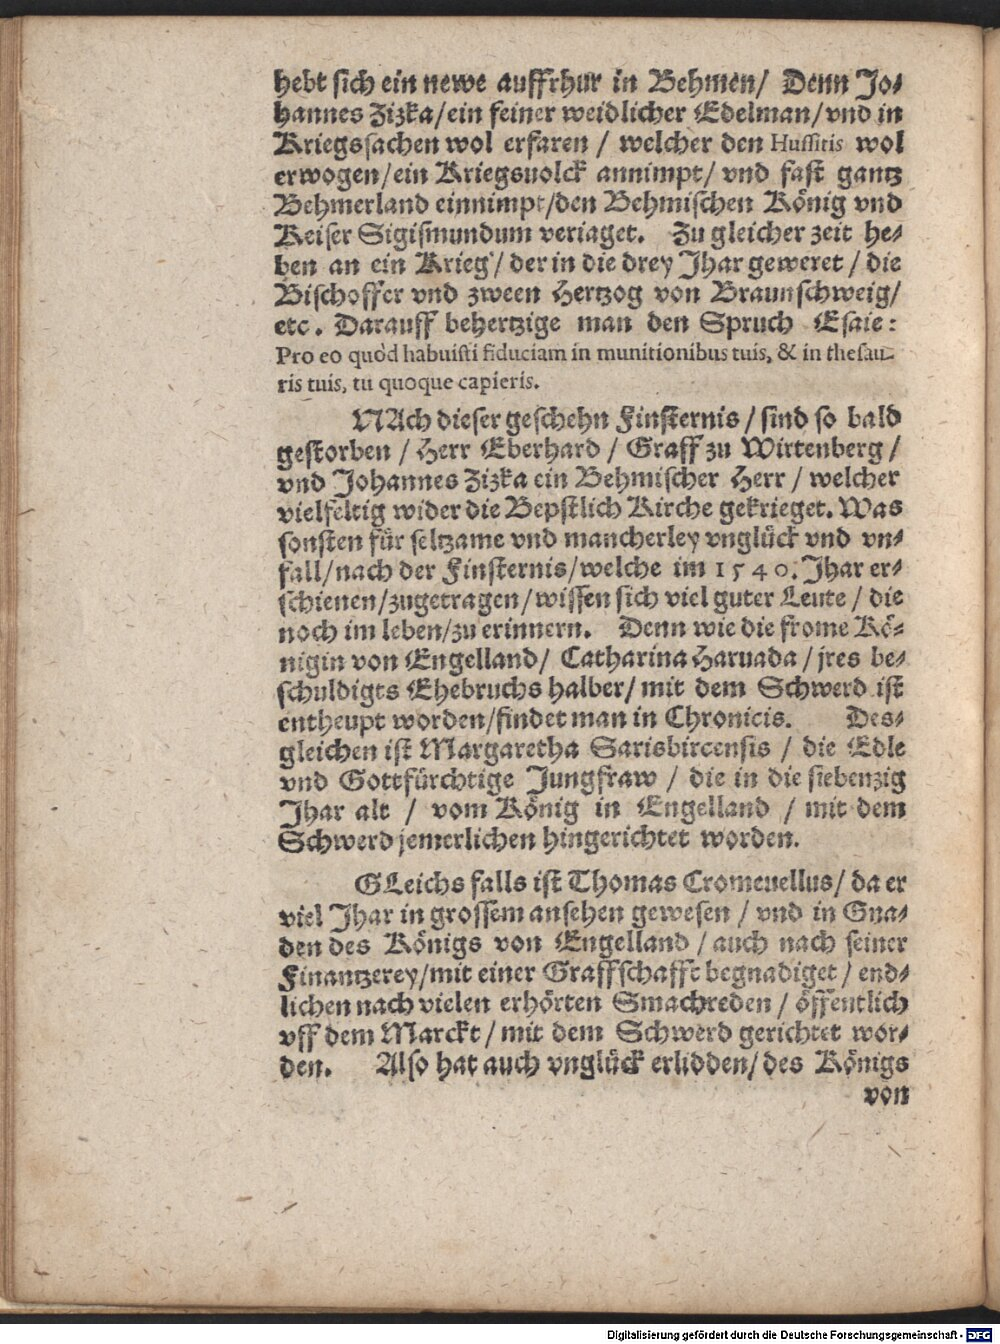 hebt sich ein newe auffrhur in Behmen/ Denn Jo-
hannes Zizka/ein feiner weidlicher Edelman/vnd in
Kriegssachen wol erfaren / welcher den Hussitis wol
erwogen/ein Kriegsuolck annimpt/ vnd fast gantz
Behmerland einnimpt/den Behmischen König vnd
Keiser Sigismundum veriaget. Zu gleicher zeit he-
ben an ein Krieg / der in die drey Jhar geweret / die
Bischoffer vnd zween Hertzog von Braunschweig/
etc. Darauff behertzige man den Spruch Esaie:
Pro eo quòd habuisti fiduciam in munitionibus tuis, & in thesau-
ris tuis, tu quoque capieris.
NAch dieser geschehn Finsternis / sind so bald
gestorben / Herr Eberhard / Graff zu Wirtenberg /
vnd Johannes Zizka ein Behmischer Herr / welcher
vielfeltig wider die Bepstlich Kirche gekrieget. Was
sonsten für seltzame vnd mancherley vnglück vnd vn-
fall/nach der Finsternis/welche im 1540. Jhar er-
schienen/zugetragen/wissen sich viel guter Leute / die
noch im leben/zu erinnern. Denn wie die frome Kö-
nigin von Engelland/ Catharina Haruada / jres be-
schuldigts Ehebruchs halber/ mit dem Schwerd ist
entheupt worden/findet man in Chronicis. Des-
gleichen ist Margaretha Sarisbircensis / die Edle
vnd Gottfürchtige Jungfraw / die in die siebenzig
Jhar alt / vom König in Engelland / mit dem
Schwerd jemerlichen hingerichtet worden.
GLeichs falls ist Thomas Cromeuellus/ da er
viel Jhar in grossem ansehen gewesen / vnd in Gna-
den des Königs von Engelland / auch nach seiner
Finantzerey/mit einer Graffschafft begnadiget / end-
lichen nach vielen erhörten Smachreden / öffentlich
vff dem Marckt / mit dem Schwerd gerichtet wor-
den. Also hat auch vnglück erlidden/ des Königs
von
Digitalisierung gefördert durch die Deutsche Forschungsgemeinschaft - DFG